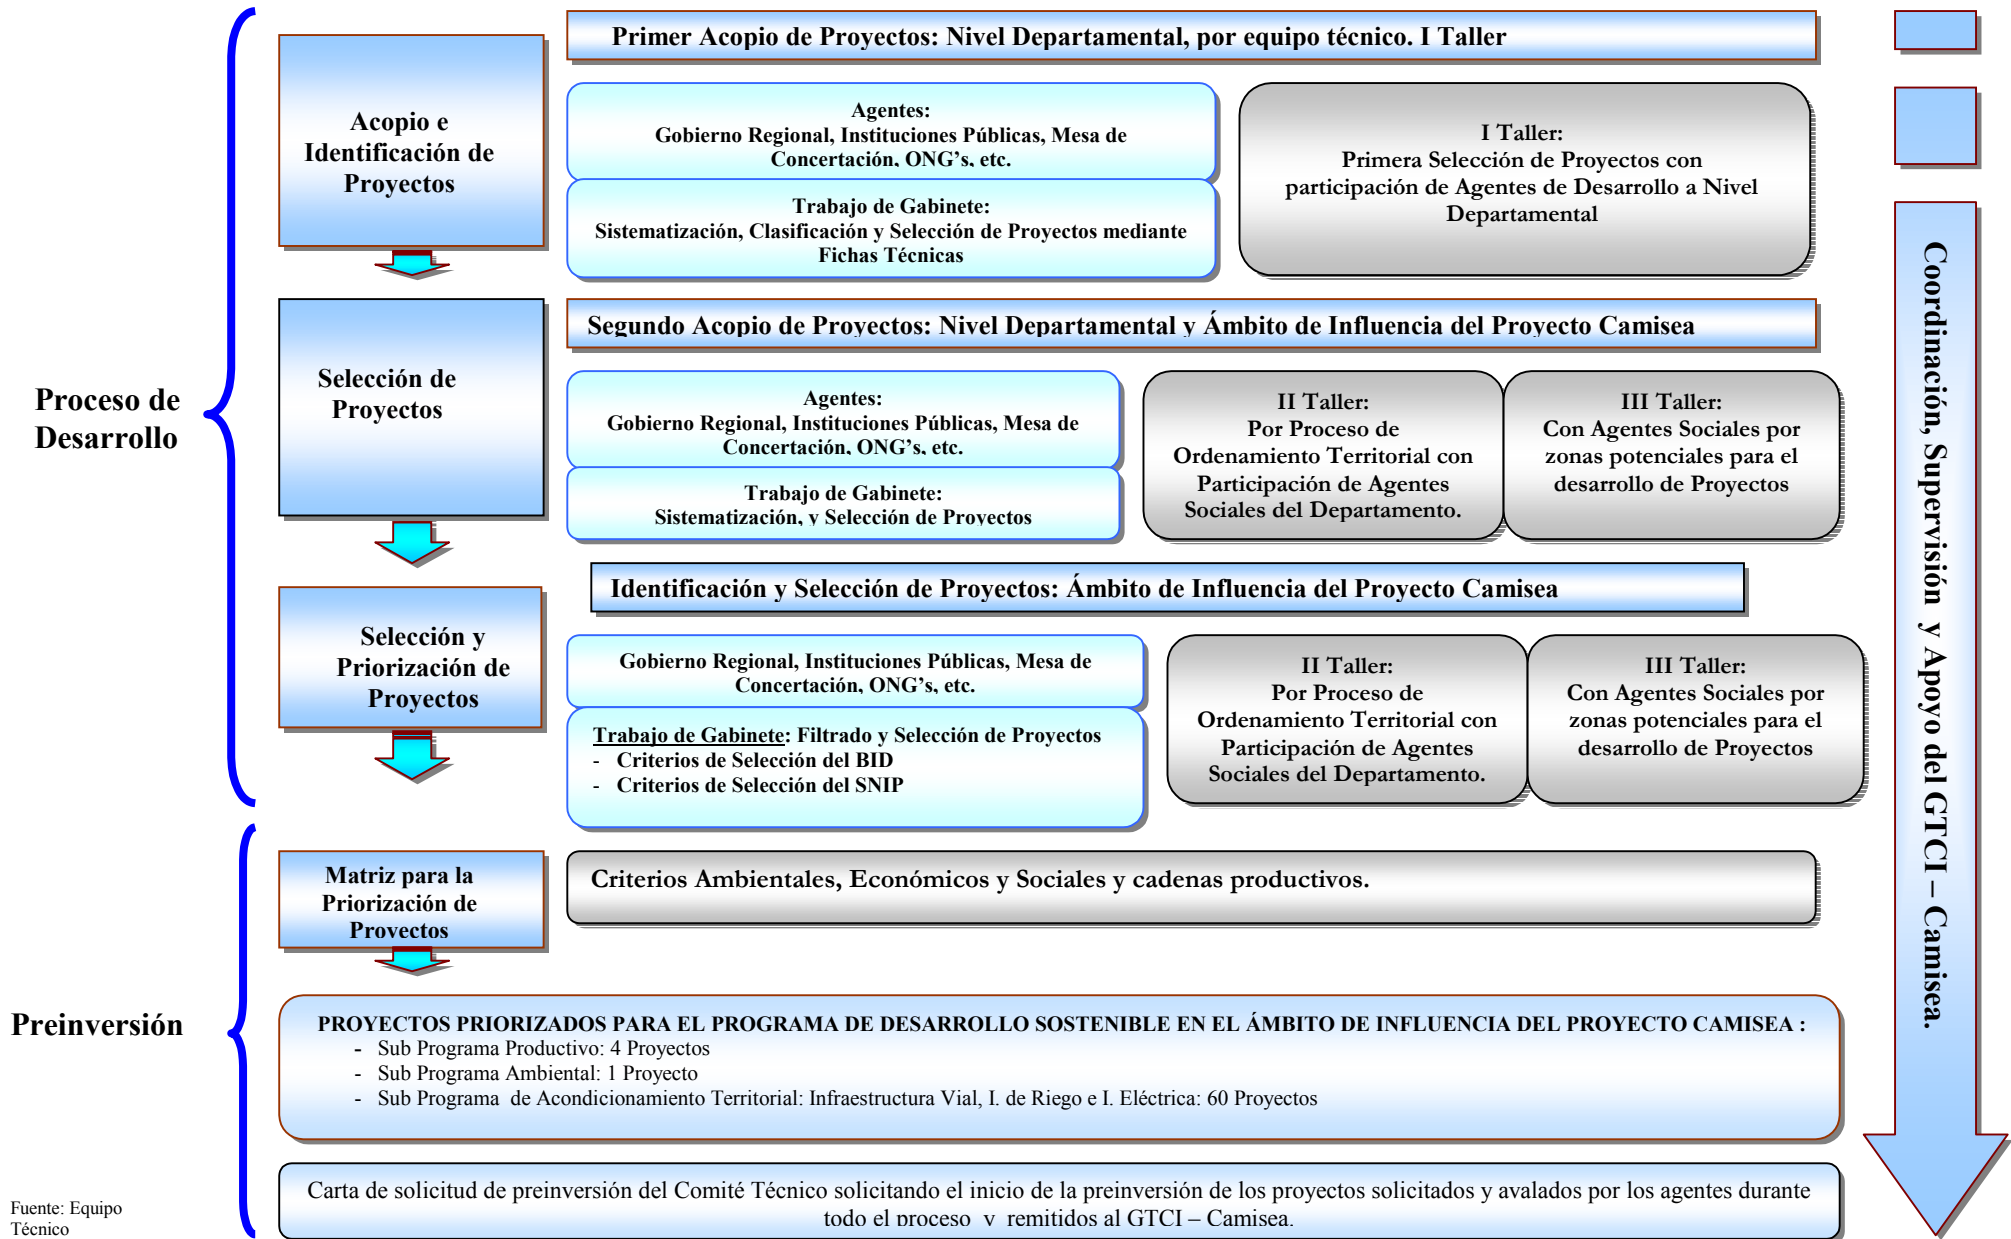 Primer Acopio de Proyectos: Nivel Departamental, por equipo técnico. I Taller
Acopio e
Identificación de
Proyectos
Agentes:
Gobierno Regional, Instituciones Públicas, Mesa de
Concertación, ONG's, etc.
Trabajo de Gabinete:
Sistematización, Clasificación y Selección de Proyectos mediante
Fichas Técnicas
I Taller:
Primera Selección de Proyectos con
participación de Agentes de Desarrollo a Nivel
Departamental
Proceso de
Desarrollo
Segundo Acopio de Proyectos: Nivel Departamental y Ámbito de Influencia del Proyecto Camisea
Selección de
Proyectos
Agentes:
Gobierno Regional, Instituciones Públicas, Mesa de
Concertación, ONG's, etc.
Trabajo de Gabinete:
Sistematización, y Selección de Proyectos
II Taller:
Por Proceso de
Ordenamiento Territorial con
Participación de Agentes
Sociales del Departamento.
III Taller:
Con Agentes Sociales por
zonas potenciales para el
desarrollo de Proyectos
Identificación y Selección de Proyectos: Ámbito de Influencia del Proyecto Camisea
Selección y
Priorización de
Proyectos
Gobierno Regional, Instituciones Públicas, Mesa de
Concertación, ONG's, etc.
Trabajo de Gabinete: Filtrado y Selección de Proyectos
- Criterios de Selección del BID
- Criterios de Selección del SNIP
II Taller:
Por Proceso de
Ordenamiento Territorial con
Participación de Agentes
Sociales del Departamento.
III Taller:
Con Agentes Sociales por
zonas potenciales para el
desarrollo de Proyectos
Coordinación, Supervisión y Apoyo del GTCI – Camisea.
Preinversión
Matriz para la
Priorización de
Proyectos
Criterios Ambientales, Económicos y Sociales y cadenas productivos.
PROYECTOS PRIORIZADOS PARA EL PROGRAMA DE DESARROLLO SOSTENIBLE EN EL ÁMBITO DE INFLUENCIA DEL PROYECTO CAMISEA :
- Sub Programa Productivo: 4 Proyectos
- Sub Programa Ambiental: 1 Proyecto
- Sub Programa de Acondicionamiento Territorial: Infraestructura Vial, I. de Riego e I. Eléctrica: 60 Proyectos
Carta de solicitud de preinversión del Comité Técnico solicitando el inicio de la preinversión de los proyectos solicitados y avalados por los agentes durante
todo el proceso y remitidos al GTCI – Camisea.
Fuente: Equipo
Técnico